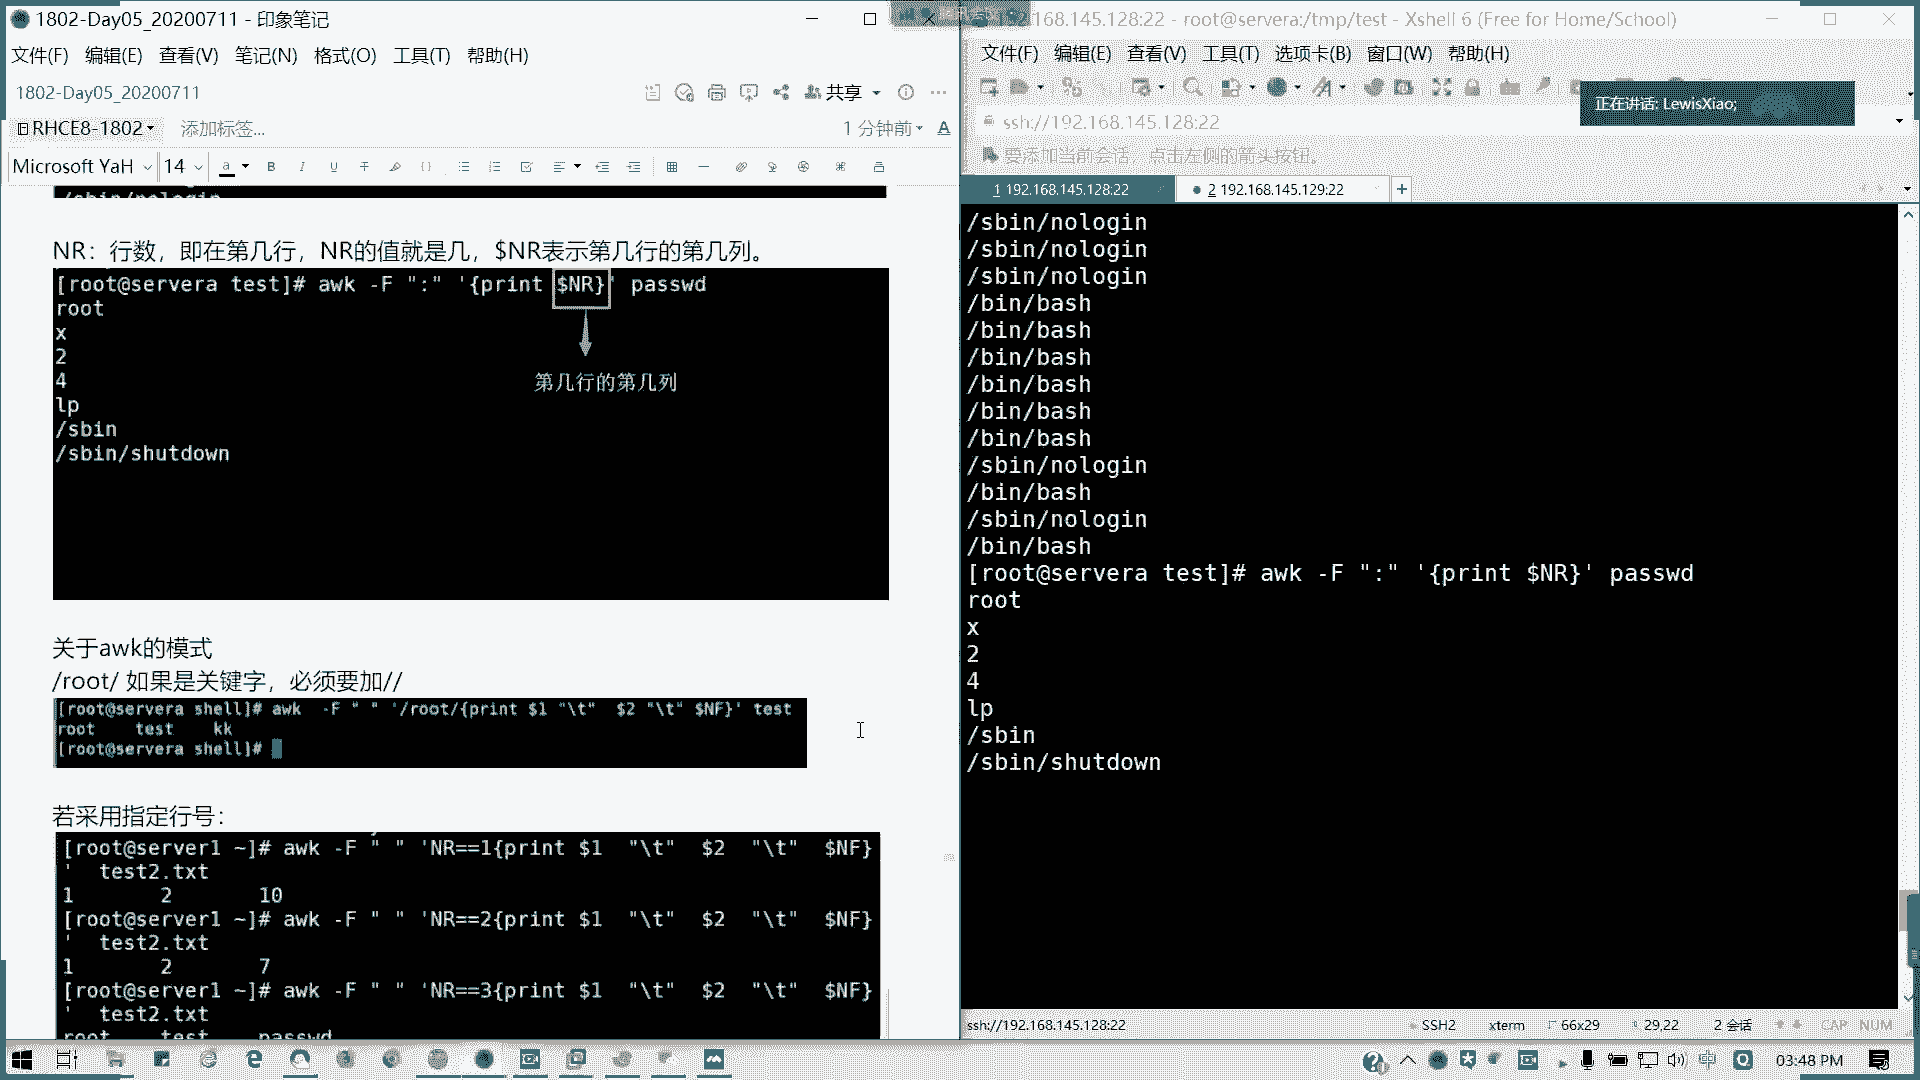 1802-Day05_20200711 - 印象笔记
文件(F) 编辑(E) 查看(V) 笔记(N) 格式(O) 工具(T) 帮助(H)
1802-Day05_20200711
共享
RHCE8-1802
添加标签...
1 分钟前
Microsoft YaH
14
NR：行数，即在第几行，NR的值就是几，$NR表示第几行的第几列。
[root@servera test]# awk -F ":" '{print $NR}' passwd
root
x
2
4
lp
/sbin
/sbin/shutdown
第几行的第几列
关于awk的模式
/root/ 如果是关键字，必须要加//
[root@servera shell]# awk -F " " '/root/{print $1 "\t" $2 "\t" $NF}' test
root test kk
[root@servera shell]#
若采用指定行号：
[root@server1 ~]# awk -F " " 'NR==1{print $1 "\t" $2 "\t" $NF}
' test2.txt
1 2 10
[root@server1 ~]# awk -F " " 'NR==2{print $1 "\t" $2 "\t" $NF}
' test2.txt
1 2 7
[root@server1 ~]# awk -F " " 'NR==3{print $1 "\t" $2 "\t" $NF}
' test2.txt
root test passwd
192.168.145.128:22 - root@servera:/tmp/test - Xshell 6 (Free for Home/School)
文件(F) 编辑(E) 查看(V) 工具(T) 选项卡(B) 窗口(W) 帮助(H)
正在讲话: LewisXiao;
ssh://192.168.145.128:22
要添加当前会话，点击左侧的箭头按钮。
1 192.168.145.128:22
2 192.168.145.129:22
/sbin/nologin
/sbin/nologin
/sbin/nologin
/bin/bash
/bin/bash
/bin/bash
/bin/bash
/bin/bash
/bin/bash
/sbin/nologin
/bin/bash
/sbin/nologin
/bin/bash
[root@servera test]# awk -F ":" '{print $NR}' passwd
root
x
2
4
lp
/sbin
/sbin/shutdown
ssh://192.168.145.128:22
SSH2 xterm 66x29 29,22 2 会话 CAP NUM
中
03:48 PM